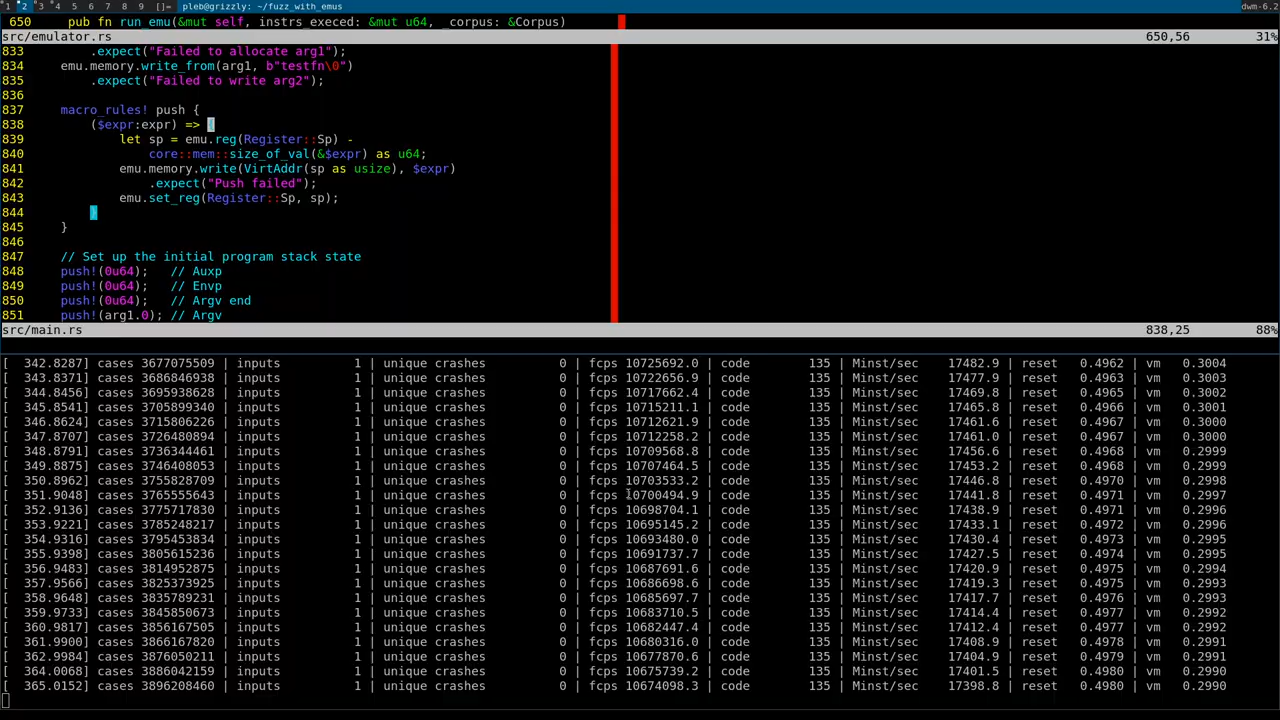 1 2 3 4 5 6 7 8 9 []= pleb@grizzly: ~/fuzz_with_emus dwm-6.2
650 pub fn run_emu(&mut self, instrs_execed: &mut u64, _corpus: &Corpus)
src/emulator.rs 650,56 31%
833 .expect("Failed to allocate arg1");
834 emu.memory.write_from(arg1, b"testfn\0")
835 .expect("Failed to write arg2");
836
837 macro_rules! push {
838 ($expr:expr) => {
839 let sp = emu.reg(Register::Sp) -
840 core::mem::size_of_val(&$expr) as u64;
841 emu.memory.write(VirtAddr(sp as usize), $expr)
842 .expect("Push failed");
843 emu.set_reg(Register::Sp, sp);
844 }
845 }
846
847 // Set up the initial program stack state
848 push!(0u64); // Auxp
849 push!(0u64); // Envp
850 push!(0u64); // Argv end
851 push!(arg1.0); // Argv
src/main.rs 838,25 88%
[ 342.8287] cases 3677075509 | inputs 1 | unique crashes 0 | fcps 10725692.0 | code 135 | Minst/sec 17482.9 | reset 0.4962 | vm 0.3004
[ 343.8371] cases 3686846938 | inputs 1 | unique crashes 0 | fcps 10722656.9 | code 135 | Minst/sec 17477.9 | reset 0.4963 | vm 0.3003
[ 344.8456] cases 3695938628 | inputs 1 | unique crashes 0 | fcps 10717662.4 | code 135 | Minst/sec 17469.8 | reset 0.4965 | vm 0.3002
[ 345.8541] cases 3705899340 | inputs 1 | unique crashes 0 | fcps 10715211.1 | code 135 | Minst/sec 17465.8 | reset 0.4966 | vm 0.3001
[ 346.8624] cases 3715806226 | inputs 1 | unique crashes 0 | fcps 10712621.9 | code 135 | Minst/sec 17461.6 | reset 0.4967 | vm 0.3000
[ 347.8707] cases 3726480894 | inputs 1 | unique crashes 0 | fcps 10712258.2 | code 135 | Minst/sec 17461.0 | reset 0.4967 | vm 0.3000
[ 348.8791] cases 3736344461 | inputs 1 | unique crashes 0 | fcps 10709568.8 | code 135 | Minst/sec 17456.6 | reset 0.4968 | vm 0.2999
[ 349.8875] cases 3746408053 | inputs 1 | unique crashes 0 | fcps 10707464.5 | code 135 | Minst/sec 17453.2 | reset 0.4968 | vm 0.2999
[ 350.8962] cases 3755828709 | inputs 1 | unique crashes 0 | fcps 10703533.2 | code 135 | Minst/sec 17446.8 | reset 0.4970 | vm 0.2998
[ 351.9048] cases 3765555643 | inputs 1 | unique crashes 0 | fcps 10700494.9 | code 135 | Minst/sec 17441.8 | reset 0.4971 | vm 0.2997
[ 352.9136] cases 3775717830 | inputs 1 | unique crashes 0 | fcps 10698704.1 | code 135 | Minst/sec 17438.9 | reset 0.4971 | vm 0.2996
[ 353.9221] cases 3785248217 | inputs 1 | unique crashes 0 | fcps 10695145.2 | code 135 | Minst/sec 17433.1 | reset 0.4972 | vm 0.2996
[ 354.9316] cases 3795453834 | inputs 1 | unique crashes 0 | fcps 10693480.0 | code 135 | Minst/sec 17430.4 | reset 0.4973 | vm 0.2995
[ 355.9398] cases 3805615236 | inputs 1 | unique crashes 0 | fcps 10691737.7 | code 135 | Minst/sec 17427.5 | reset 0.4974 | vm 0.2995
[ 356.9483] cases 3814952875 | inputs 1 | unique crashes 0 | fcps 10687691.6 | code 135 | Minst/sec 17420.9 | reset 0.4975 | vm 0.2994
[ 357.9566] cases 3825373925 | inputs 1 | unique crashes 0 | fcps 10686698.6 | code 135 | Minst/sec 17419.3 | reset 0.4975 | vm 0.2993
[ 358.9648] cases 3835789231 | inputs 1 | unique crashes 0 | fcps 10685697.7 | code 135 | Minst/sec 17417.7 | reset 0.4976 | vm 0.2993
[ 359.9733] cases 3845850673 | inputs 1 | unique crashes 0 | fcps 10683710.5 | code 135 | Minst/sec 17414.4 | reset 0.4977 | vm 0.2992
[ 360.9817] cases 3856167505 | inputs 1 | unique crashes 0 | fcps 10682447.4 | code 135 | Minst/sec 17412.4 | reset 0.4977 | vm 0.2992
[ 361.9900] cases 3866167820 | inputs 1 | unique crashes 0 | fcps 10680316.0 | code 135 | Minst/sec 17408.9 | reset 0.4978 | vm 0.2991
[ 362.9984] cases 3876050211 | inputs 1 | unique crashes 0 | fcps 10677870.6 | code 135 | Minst/sec 17404.9 | reset 0.4979 | vm 0.2991
[ 364.0068] cases 3886042159 | inputs 1 | unique crashes 0 | fcps 10675739.2 | code 135 | Minst/sec 17401.5 | reset 0.4980 | vm 0.2990
[ 365.0152] cases 3896208460 | inputs 1 | unique crashes 0 | fcps 10674098.3 | code 135 | Minst/sec 17398.8 | reset 0.4980 | vm 0.2990